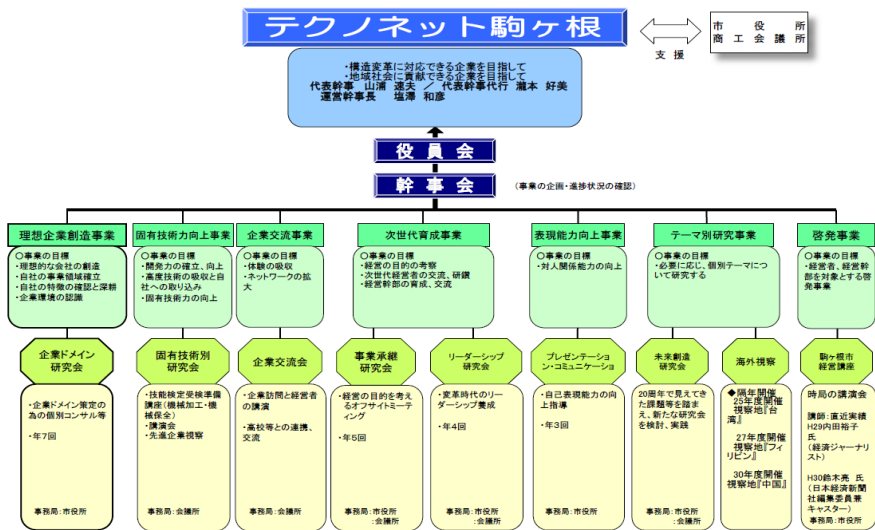 テクノネット駒ヶ根
市役所
商工会議所
支援
・構造変革に対応できる企業を目指して
・地域社会に貢献できる企業を目指して
代表幹事 山浦 速夫 ／ 代表幹事代行 瀧本 好美
運営幹事長 塩澤 和彦
役員会
幹事会
（事業の企画・進捗状況の確認）
理想企業創造事業
○事業の目標
・理想的な会社の創造
・自社の事業領域確立
・自社の特徴の確認と深耕
・企業環境の認識
固有技術力向上事業
○事業の目標
・開発力の確立、向上
・高度技術の吸収と自
社への取り込み
・固有技術力の向上
企業交流事業
○事業の目標
・体験の吸収
・ネットワークの拡
大
次世代育成事業
○事業の目標
・経営の目的の考察
・次世代経営者の交流、研鑽
・経営幹部の育成、交流
表現能力向上事業
○事業の目標
・対人関係能力の向上
テーマ別研究事業
○事業の目標
・必要に応じ、個別テーマにつ
いて研究する
啓発事業
○事業の目標
・経営者、経営幹
部を対象とする啓
発事業
企業ドメイン
研究会
・企業ドメイン策定の
為の個別コンサル等
・年7回
事務局：市役所
固有技術別
研究会
・技能検定受検準備
講座（機械加工・機
械保全）
・講演会
・先進企業視察
事務局：会議所
企業交流会
・企業訪問と経営者
の講演
・高校等との連携、
交流
事務局：会議所
事業承継
研究会
・経営の目的を考え
るオフサイトミーティ
ング
・年5回
事務局：市役所
：会議所
リーダーシップ
研究会
・変革時代のリー
ダーシップ養成
・年4回
事務局：市役所
：会議所
プレゼンテーショ
ン・コミュニケーション
・自己表現能力の向
上指導
・年3回
事務局：市役所
未来創造
研究会
20周年で見えてき
た課題等を踏ま
え、新たな研究会
を検討、実践
事務局：市役所
：会議所
海外視察
◆隔年開催
25年度開催
視察地『台
湾』
27年度開催
視察地『フィ
リピン』
30年度開催
視察地『中国』
駒ヶ根市
経営講座
時局の講演会
講師：直近実績
H29内田裕子
氏
（経済ジャーナリ
スト）
H30鈴木亮 氏
（日本経済新聞
社編集委員兼
キャスター）
事務局：市役所